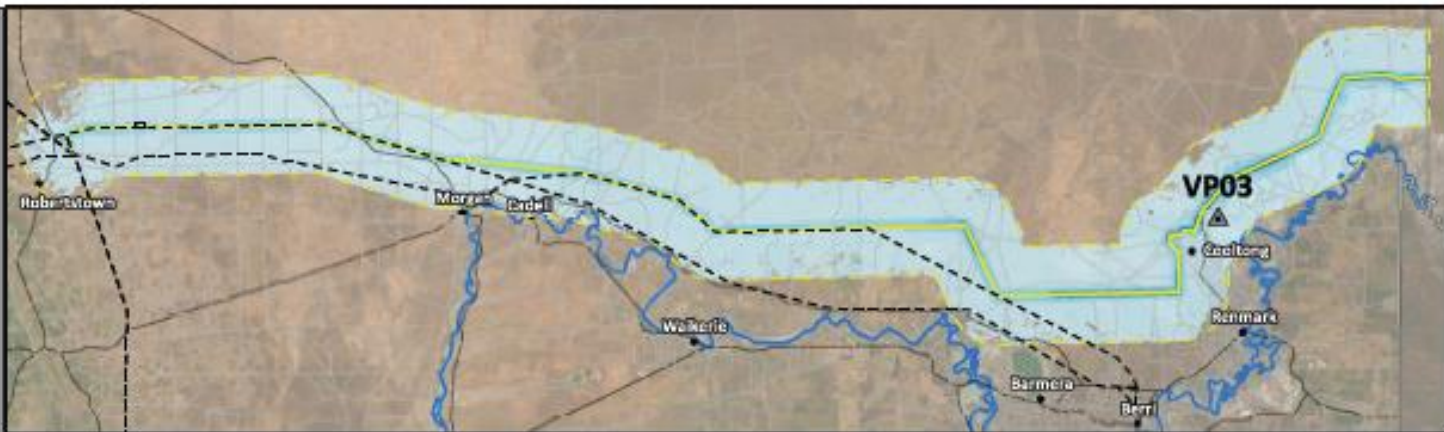 VP03
Robertstown
Morgan
Cadell
Cooltong
Renmark
Waikerie
Barmera
Berri